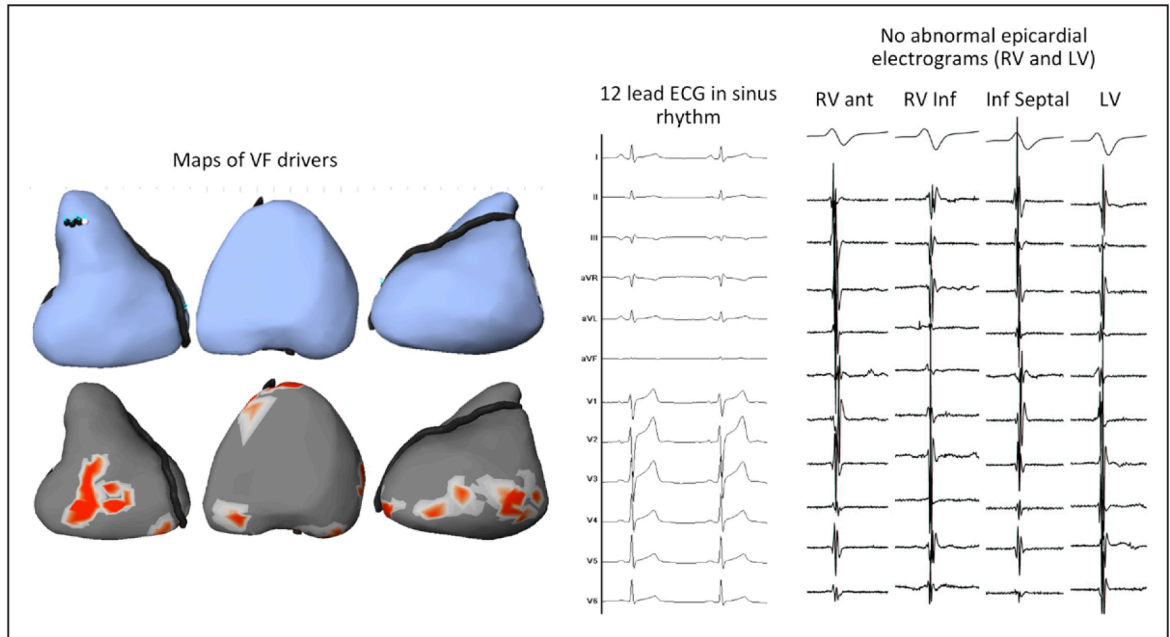 Maps of VF drivers
12 lead ECG in sinus
rhythm
I
II
III
aVR
aVL
aVF
V1
V2
V3
V4
V5
V6
No abnormal epicardial
electrograms (RV and LV)
RV ant
RV Inf
Inf Septal
LV